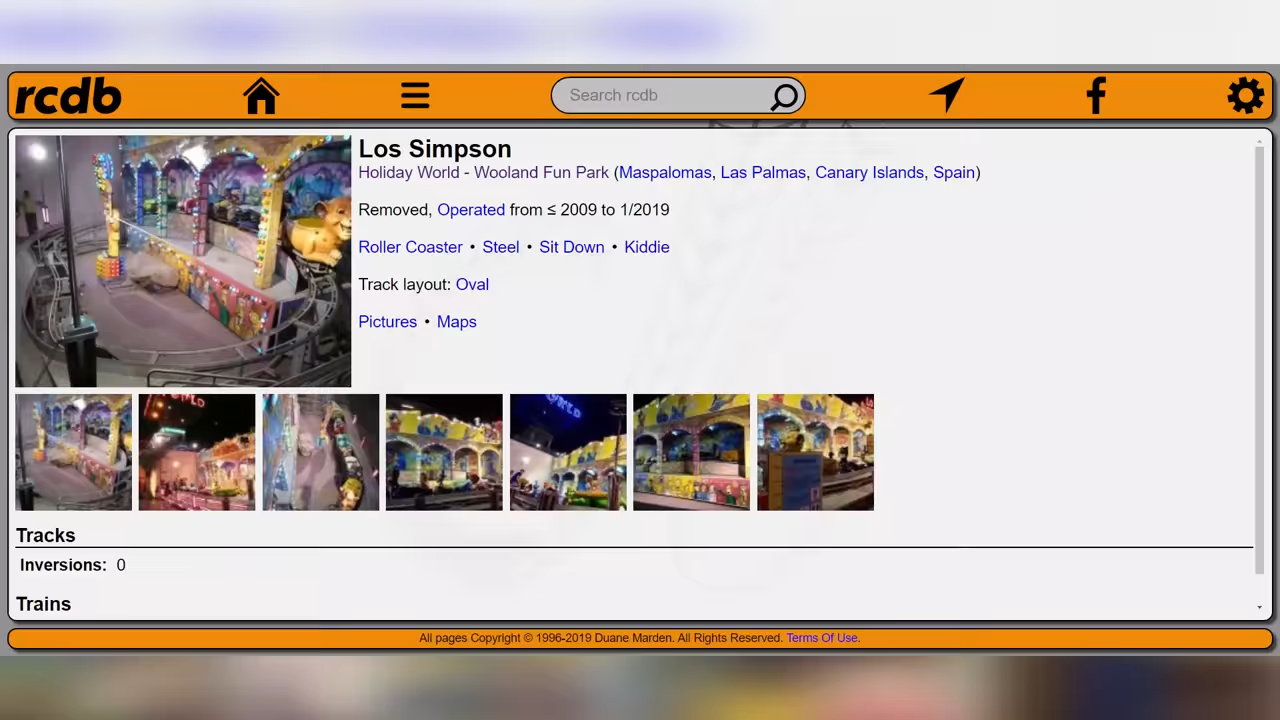 rcdb
Search rcdb
Los Simpson
Holiday World - Wooland Fun Park (Maspalomas, Las Palmas, Canary Islands, Spain)
Removed, Operated from ≤ 2009 to 1/2019
Roller Coaster • Steel • Sit Down • Kiddie
Track layout: Oval
Pictures • Maps
Tracks
Inversions: 0
Trains
All pages Copyright © 1996-2019 Duane Marden. All Rights Reserved. Terms Of Use.